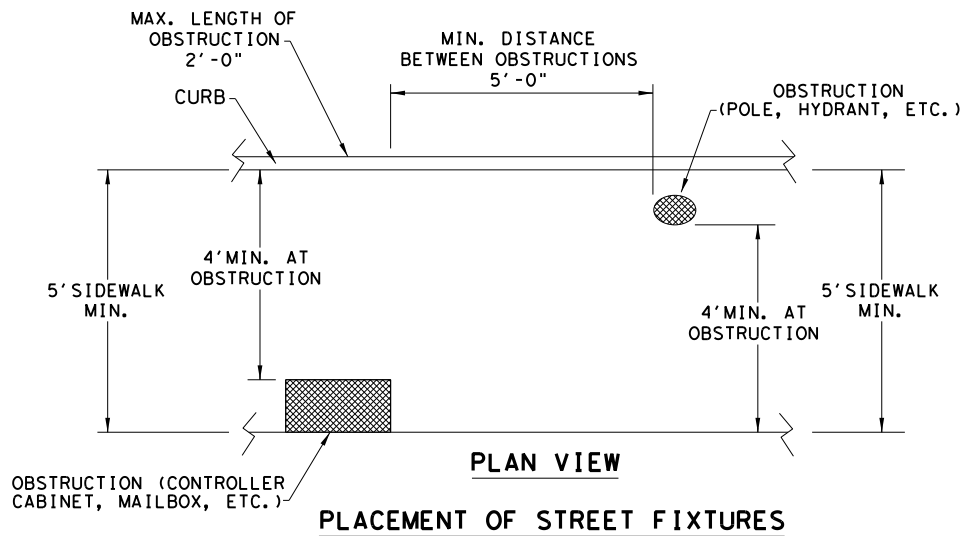 MAX. LENGTH OF
OBSTRUCTION
2'-0"
CURB
MIN. DISTANCE
BETWEEN OBSTRUCTIONS
5'-0"
OBSTRUCTION
(POLE, HYDRANT, ETC.)
4'MIN. AT
OBSTRUCTION
5'SIDEWALK
MIN.
4'MIN. AT
OBSTRUCTION
5'SIDEWALK
MIN.
OBSTRUCTION (CONTROLLER
CABINET, MAILBOX, ETC.)
PLAN VIEW
PLACEMENT OF STREET FIXTURES